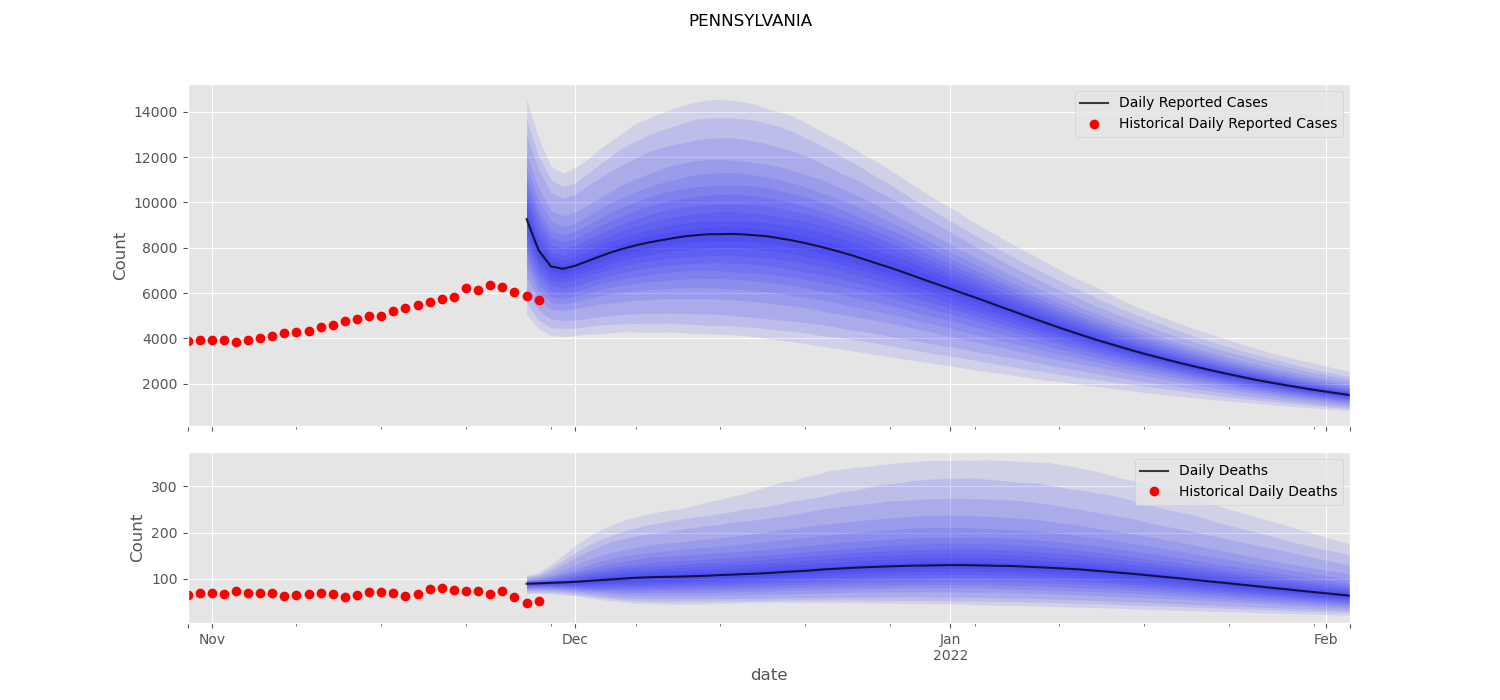 PENNSYLVANIA
14000
12000
10000
8000
6000
4000
2000
Count
Daily Reported Cases
Historical Daily Reported Cases
300
200
100
Count
Daily Deaths
Historical Daily Deaths
Nov
Dec
Jan
2022
Feb
date